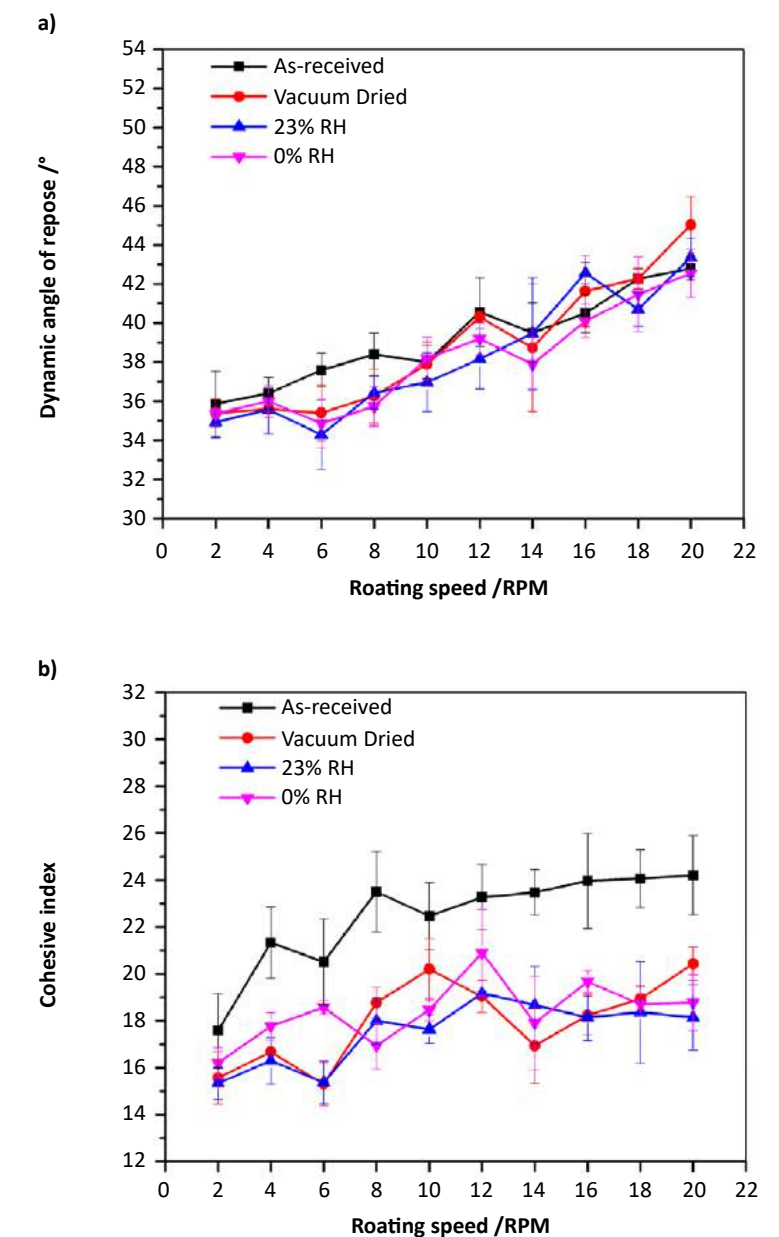 a)
54
52
50
48
46
44
42
40
38
36
34
32
30
As-received
Vacuum Dried
23% RH
0% RH
Dynamic angle of repose /°
0 2 4 6 8 10 12 14 16 18 20 22
Roating speed /RPM
b)
32
30
28
26
24
22
20
18
16
14
12
As-received
Vacuum Dried
23% RH
0% RH
Cohesive index
0 2 4 6 8 10 12 14 16 18 20 22
Roating speed /RPM